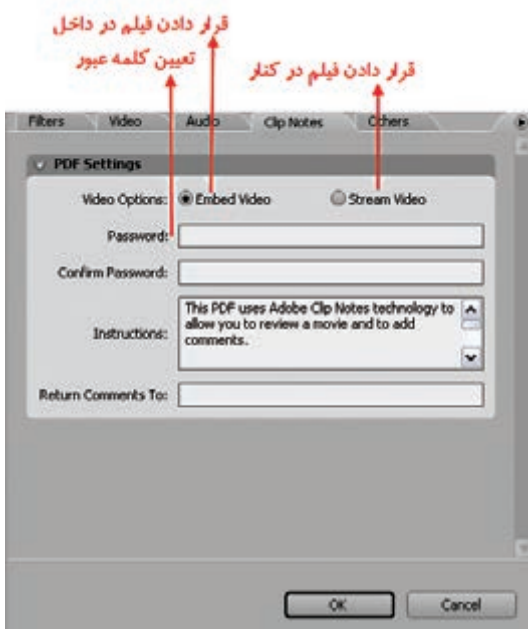 قرار دادن فیلم در داخل
تعیین کلمه عبور
قرار دادن فیلم در کنار
Filters Video Audio Clip Notes Others
PDF Settings
Video Options: Embed Video Stream Video
Password:
Confirm Password:
Instructions:
This PDF uses Adobe Clip Notes technology to
allow you to review a movie and to add
comments.
Return Comments To:
OK Cancel